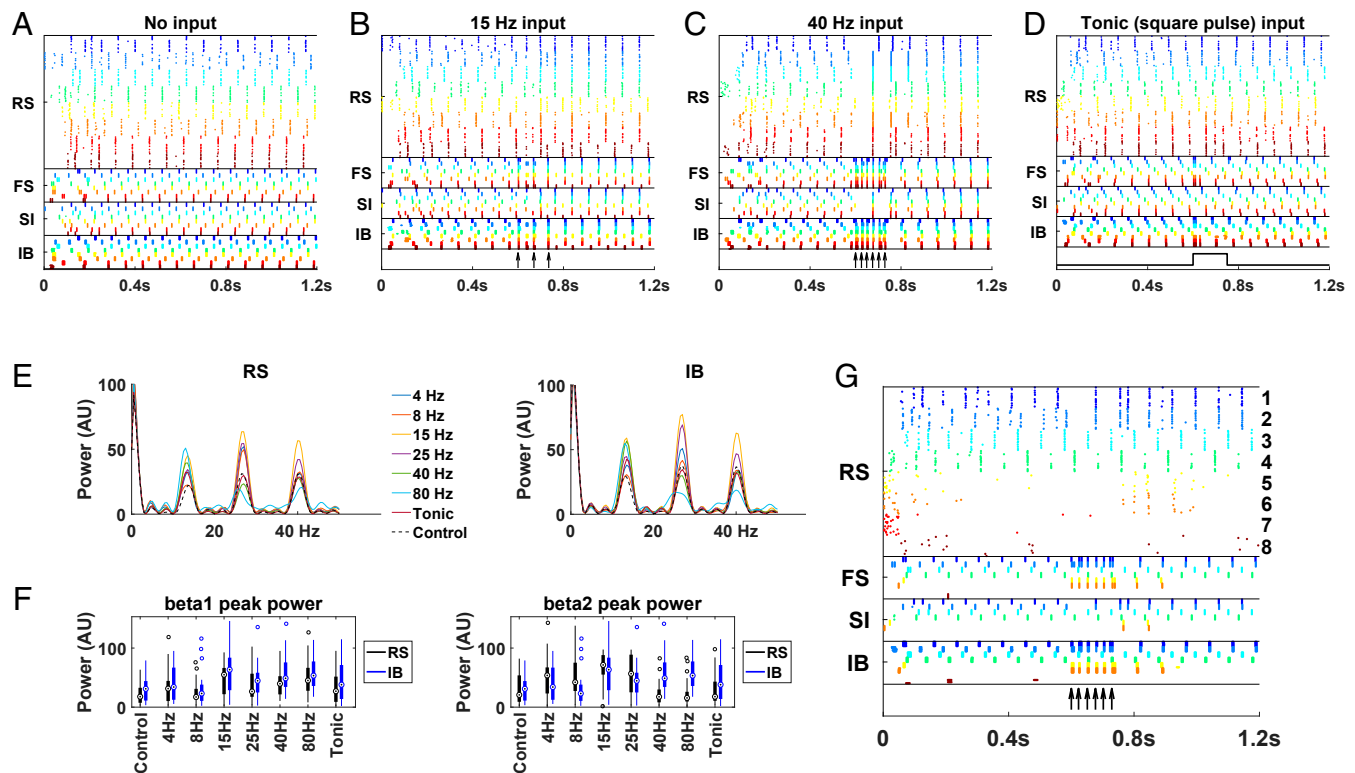 A
No input
RS
FS
SI
IB
0
0.4s
0.8s
1.2s
B
15 Hz input
RS
FS
SI
IB
0
0.4s
0.8s
1.2s
C
40 Hz input
RS
FS
SI
IB
0
0.4s
0.8s
1.2s
D
Tonic (square pulse) input
RS
FS
SI
IB
0
0.4s
0.8s
1.2s
E
RS
Power (AU)
100
50
0
0
20
40 Hz
4 Hz
8 Hz
15 Hz
25 Hz
40 Hz
80 Hz
Tonic
Control
IB
Power (AU)
100
50
0
0
20
40 Hz
F
beta1 peak power
Power (AU)
100
0
Control
4Hz
8Hz
15Hz
25Hz
40Hz
80Hz
Tonic
RS
IB
beta2 peak power
Power (AU)
100
0
Control
4Hz
8Hz
15Hz
25Hz
40Hz
80Hz
Tonic
RS
IB
G
RS
FS
SI
IB
1
2
3
4
5
6
7
8
0
0.4s
0.8s
1.2s